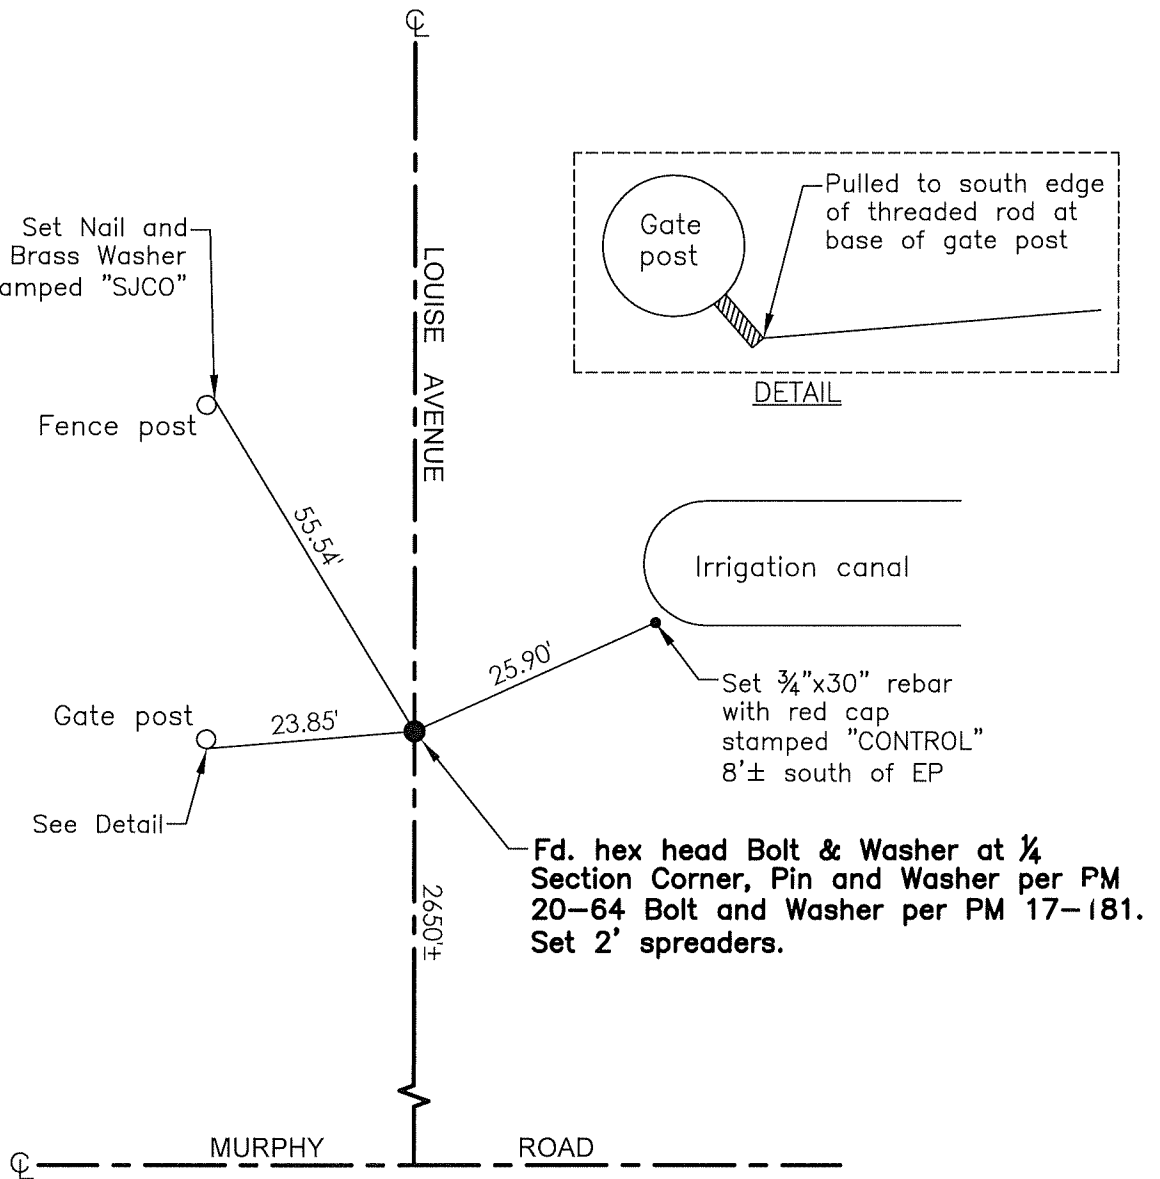 ℄
Set Nail and
Brass Washer
amped "SJCO"
Fence post
LOUISE AVENUE
Gate
post
Pulled to south edge
of threaded rod at
base of gate post
DETAIL
55.54'
Irrigation canal
25.90'
Set ¾"x30" rebar
with red cap
stamped "CONTROL"
8'± south of EP
Gate post
23.85'
See Detail
Fd. hex head Bolt & Washer at ¼
Section Corner, Pin and Washer per PM
20-64 Bolt and Washer per PM 17-181.
Set 2' spreaders.
2650'±
℄ MURPHY ROAD